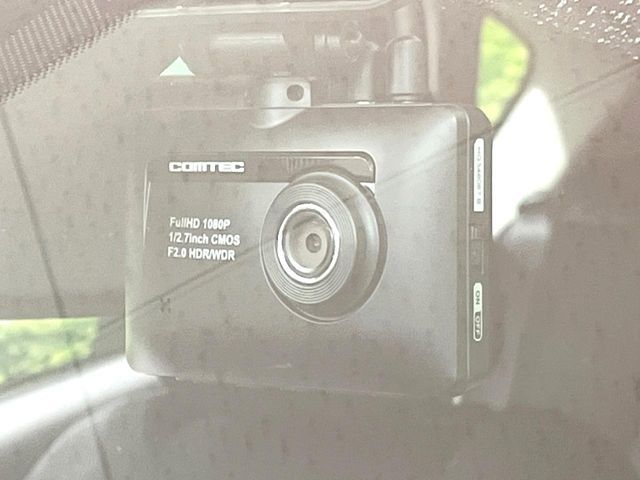 COMTEC
FullHD 1080P
1/2.7inch CMOS
F2.0 HDR/WDR
ON OFF